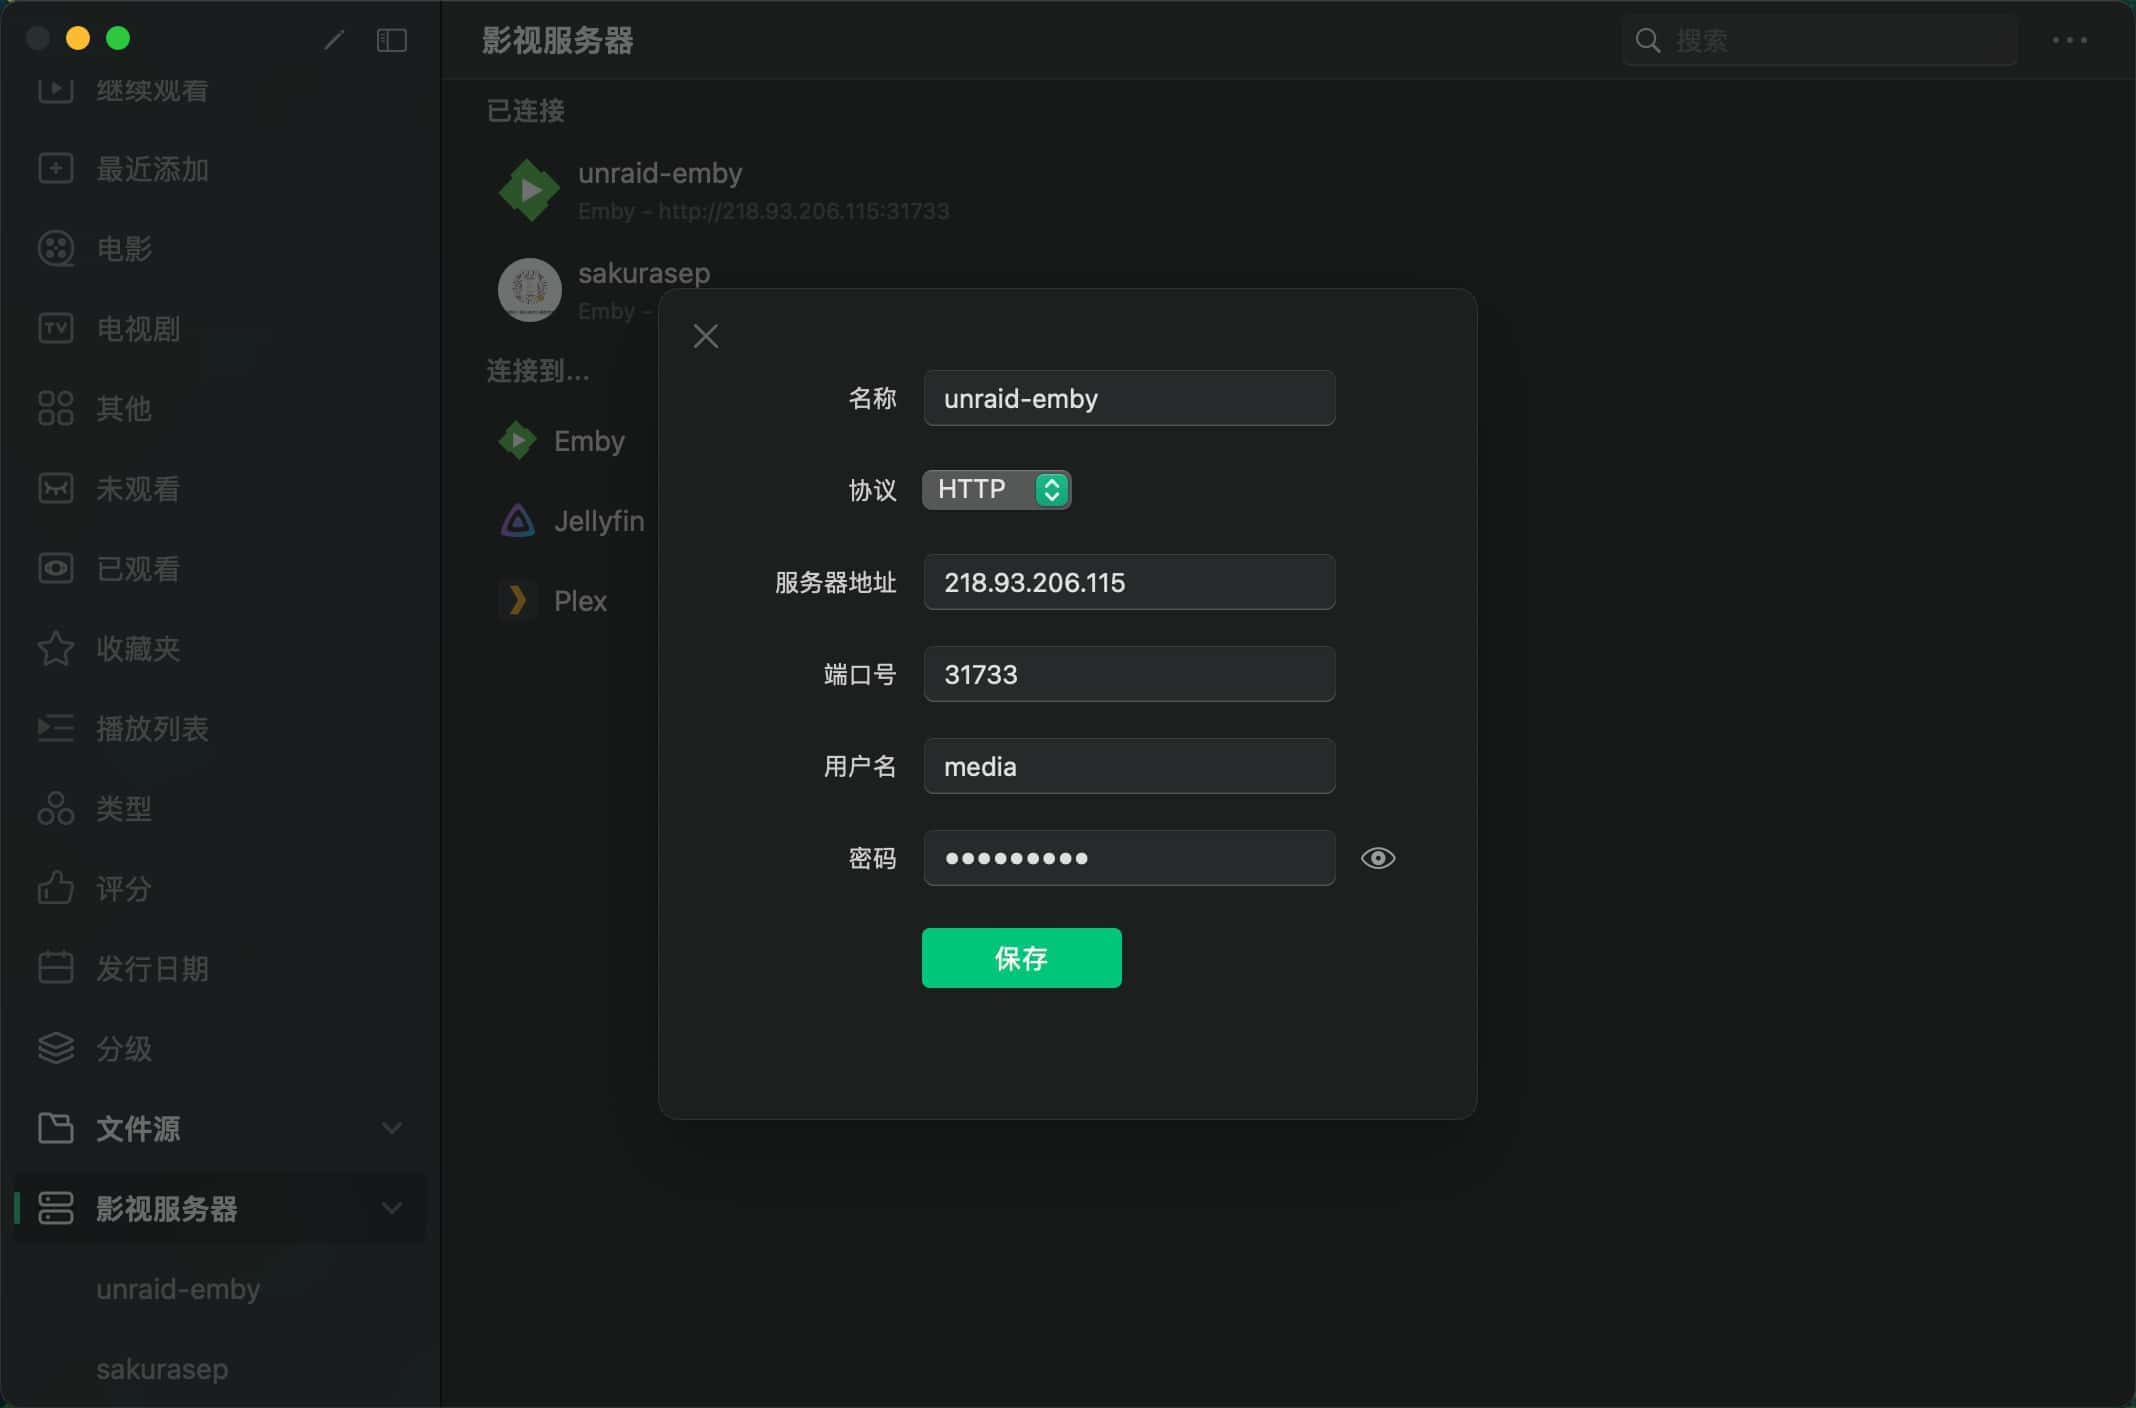 影视服务器
搜索
继续观看
最近添加
电影
电视剧
其他
未观看
已观看
收藏夹
播放列表
类型
评分
发行日期
分级
文件源
影视服务器
unraid-emby
sakurasep
已连接
unraid-emby
Emby – http://218.93.206.115:31733
sakurasep
Emby –
连接到...
Emby
Jellyfin
Plex
名称 unraid-emby
协议 HTTP
服务器地址 218.93.206.115
端口号 31733
用户名 media
密码 •••••••••
保存